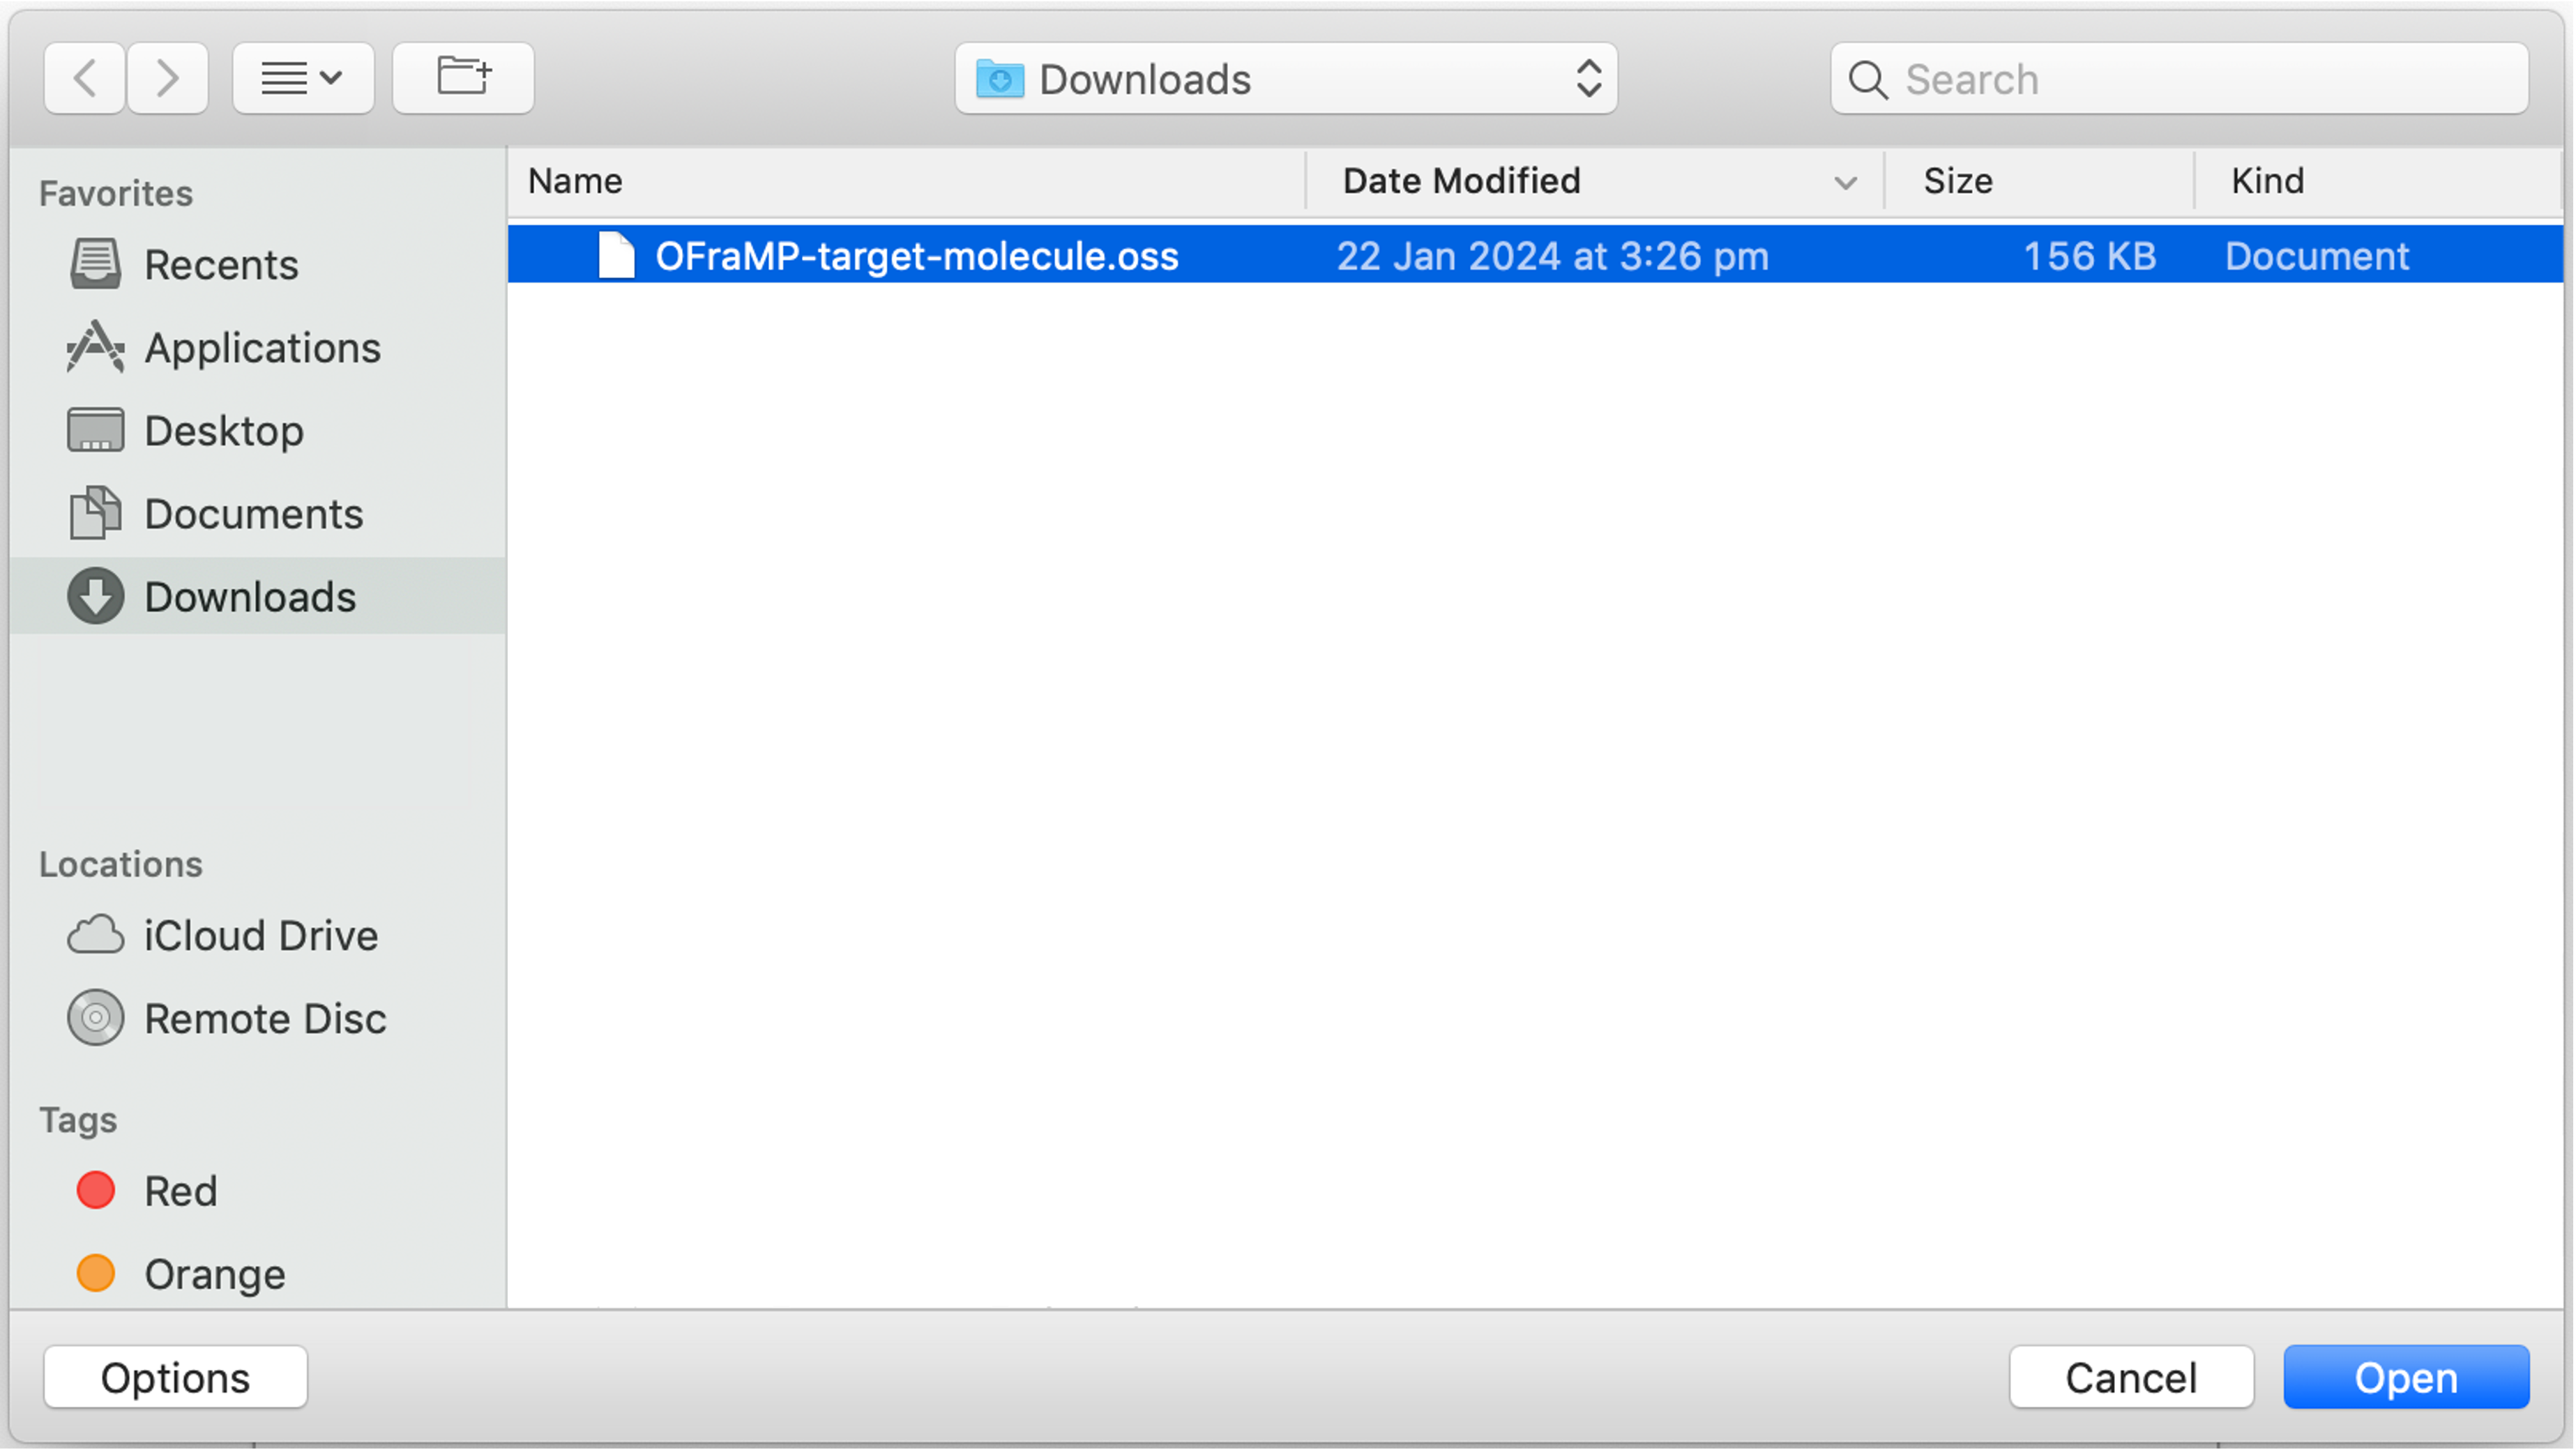 Downloads
Search
Favorites
Recents
Applications
Desktop
Documents
Downloads
Locations
iCloud Drive
Remote Disc
Tags
Red
Orange
Name Date Modified Size Kind
OFraMP-target-molecule.oss 22 Jan 2024 at 3:26 pm 156 KB Document
Options
Cancel
Open